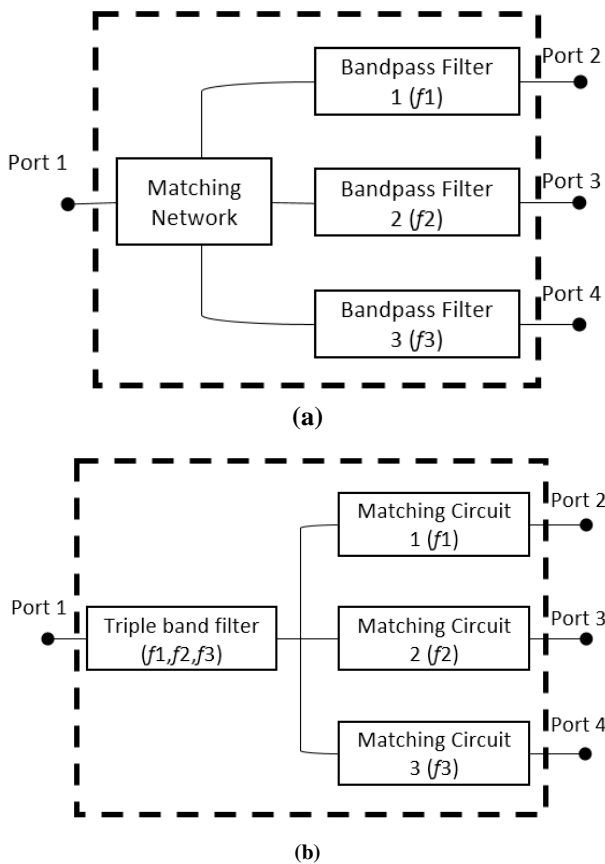 Port 2
Bandpass Filter
1 (f1)
Port 1
Matching
Network
Port 3
Bandpass Filter
2 (f2)
Port 4
Bandpass Filter
3 (f3)
(a)
Port 2
Matching Circuit
1 (f1)
Port 1
Triple band filter
(f1,f2,f3)
Port 3
Matching Circuit
2 (f2)
Port 4
Matching Circuit
3 (f3)
(b)